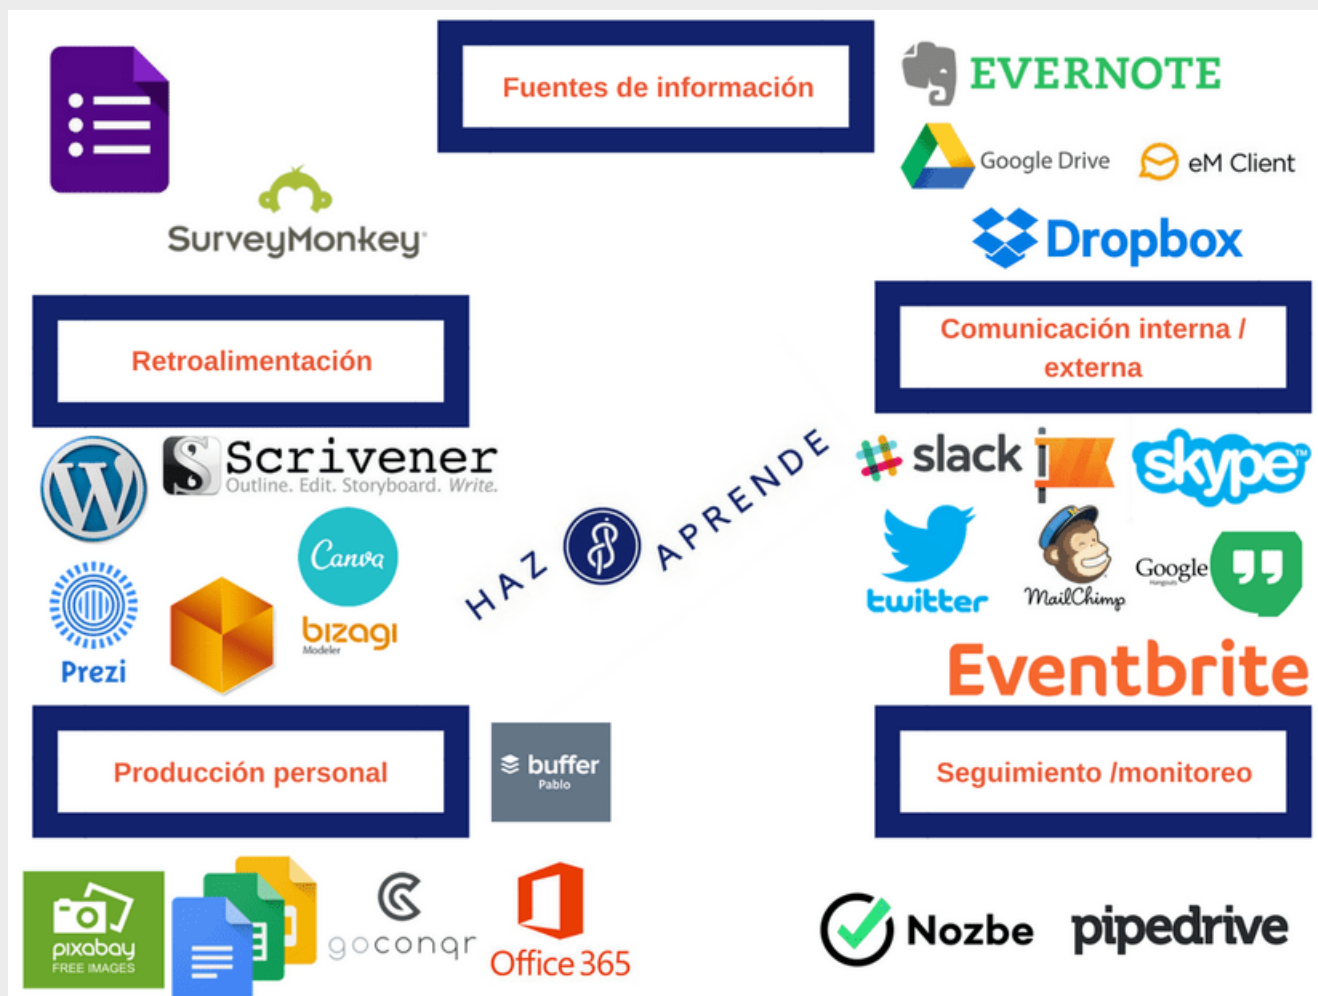 Fuentes de información
EVERNOTE
Google Drive
eM Client
Dropbox
SurveyMonkey
Retroalimentación
Comunicación interna /
externa
W
S
Scrivener
Outline. Edit. Storyboard. Write.
Canva
Prezi
bizagi
Modeler
HAZ
APRENDE
slack
skype™
twitter
MailChimp
Google
Hangouts
Eventbrite
Producción personal
buffer
Pablo
Seguimiento /monitoreo
pixabay
FREE IMAGES
goconqr
Office 365
Nozbe
pipedrive